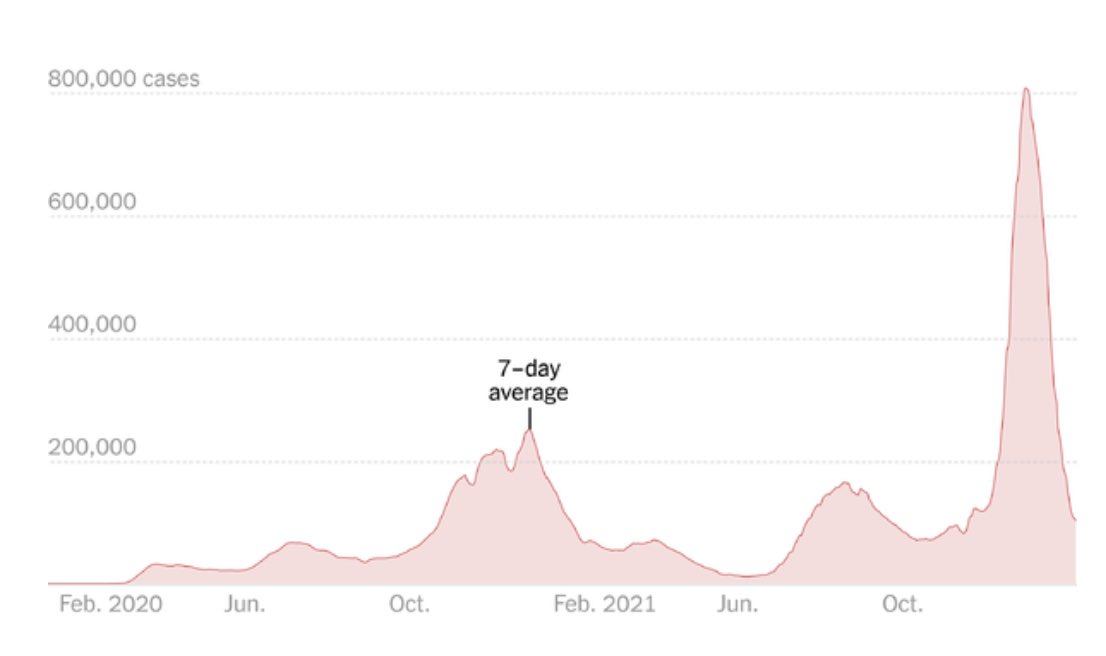 800,000 cases
600,000
400,000
7-day
average
200,000
Feb. 2020 Jun. Oct. Feb. 2021 Jun. Oct.